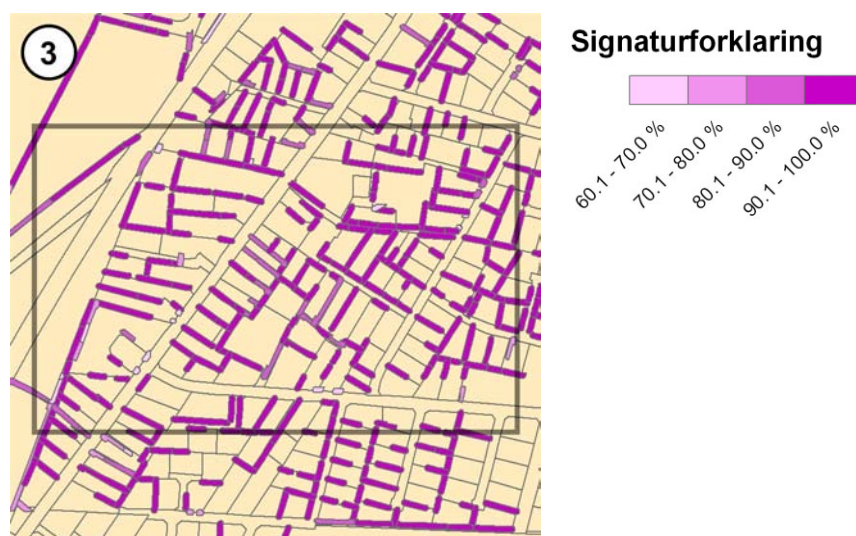 3
Signaturforklaring
60.1 - 70.0 %
70.1 - 80.0 %
80.1 - 90.0 %
90.1 - 100.0 %